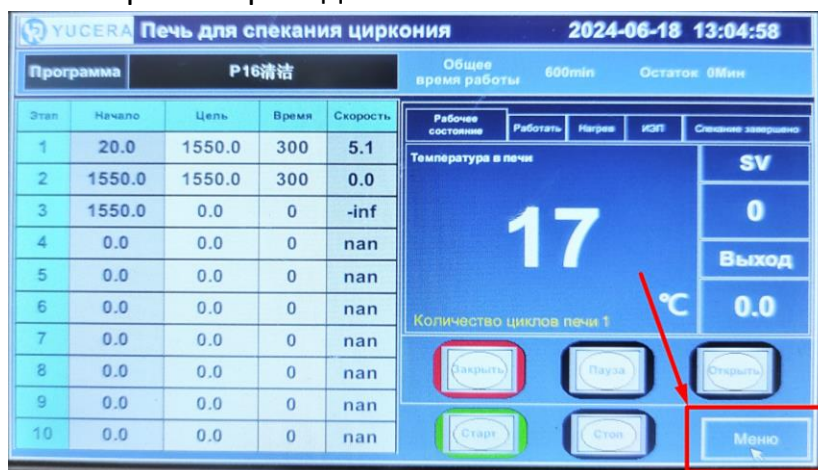 YUCERA Печь для спекания циркония 2024-06-18 13:04:58
Программа P16清洁 Общее время работы 600min Остаток 0Мин
Этап Начало Цель Время Скорость
1 20.0 1550.0 300 5.1
2 1550.0 1550.0 300 0.0
3 1550.0 0.0 0 -inf
4 0.0 0.0 0 nan
5 0.0 0.0 0 nan
6 0.0 0.0 0 nan
7 0.0 0.0 0 nan
8 0.0 0.0 0 nan
9 0.0 0.0 0 nan
10 0.0 0.0 0 nan
Рабочее состояние Работать Нагрев ИЭП Спекание завершено
Температура в печи
17
°C
Количество циклов печи 1
SV
0
Выход
0.0
Закрыть Пауза Открыть
Старт Стоп Меню